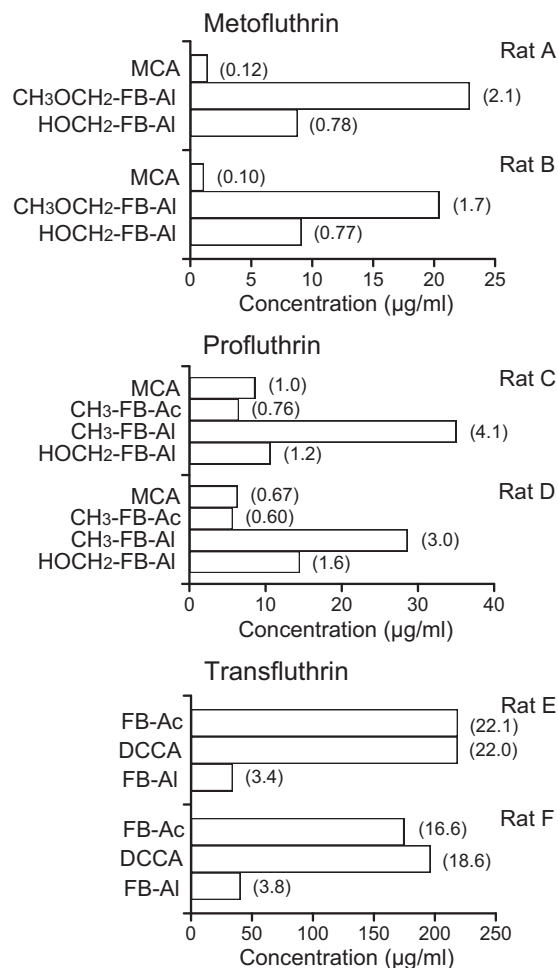 Metofluthrin
Rat A
MCA (0.12)
CH3OCH2-FB-Al (2.1)
HOCH2-FB-Al (0.78)
Rat B
MCA (0.10)
CH3OCH2-FB-Al (1.7)
HOCH2-FB-Al (0.77)
0 5 10 15 20 25
Concentration (μg/ml)
Profluthrin
Rat C
MCA (1.0)
CH3-FB-Ac (0.76)
CH3-FB-Al (4.1)
HOCH2-FB-Al (1.2)
Rat D
MCA (0.67)
CH3-FB-Ac (0.60)
CH3-FB-Al (3.0)
HOCH2-FB-Al (1.6)
0 10 20 30 40
Concentration (μg/ml)
Transfluthrin
Rat E
FB-Ac (22.1)
DCCA (22.0)
FB-Al (3.4)
Rat F
FB-Ac (16.6)
DCCA (18.6)
FB-Al (3.8)
0 50 100 150 200 250
Concentration (μg/ml)